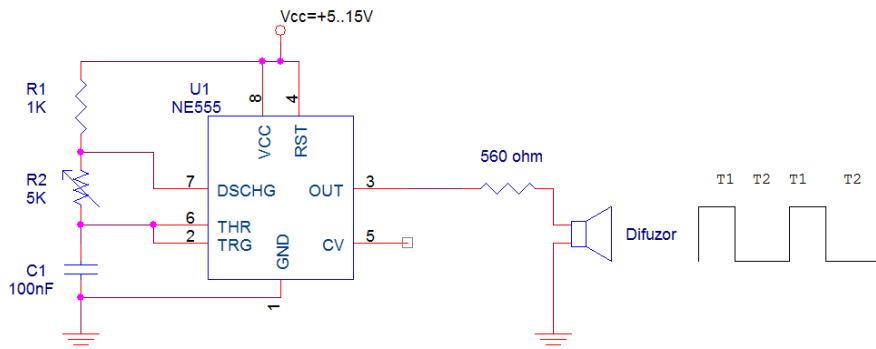 Vcc=+5..15V
R1
1K
U1
NE555
8
4
VCC
RST
560 ohm
T1 T2 T1 T2
R2
5K
7
DSCHG
OUT
3
6
THR
2
TRG
GND
CV
5
Difuzor
C1
100nF
1